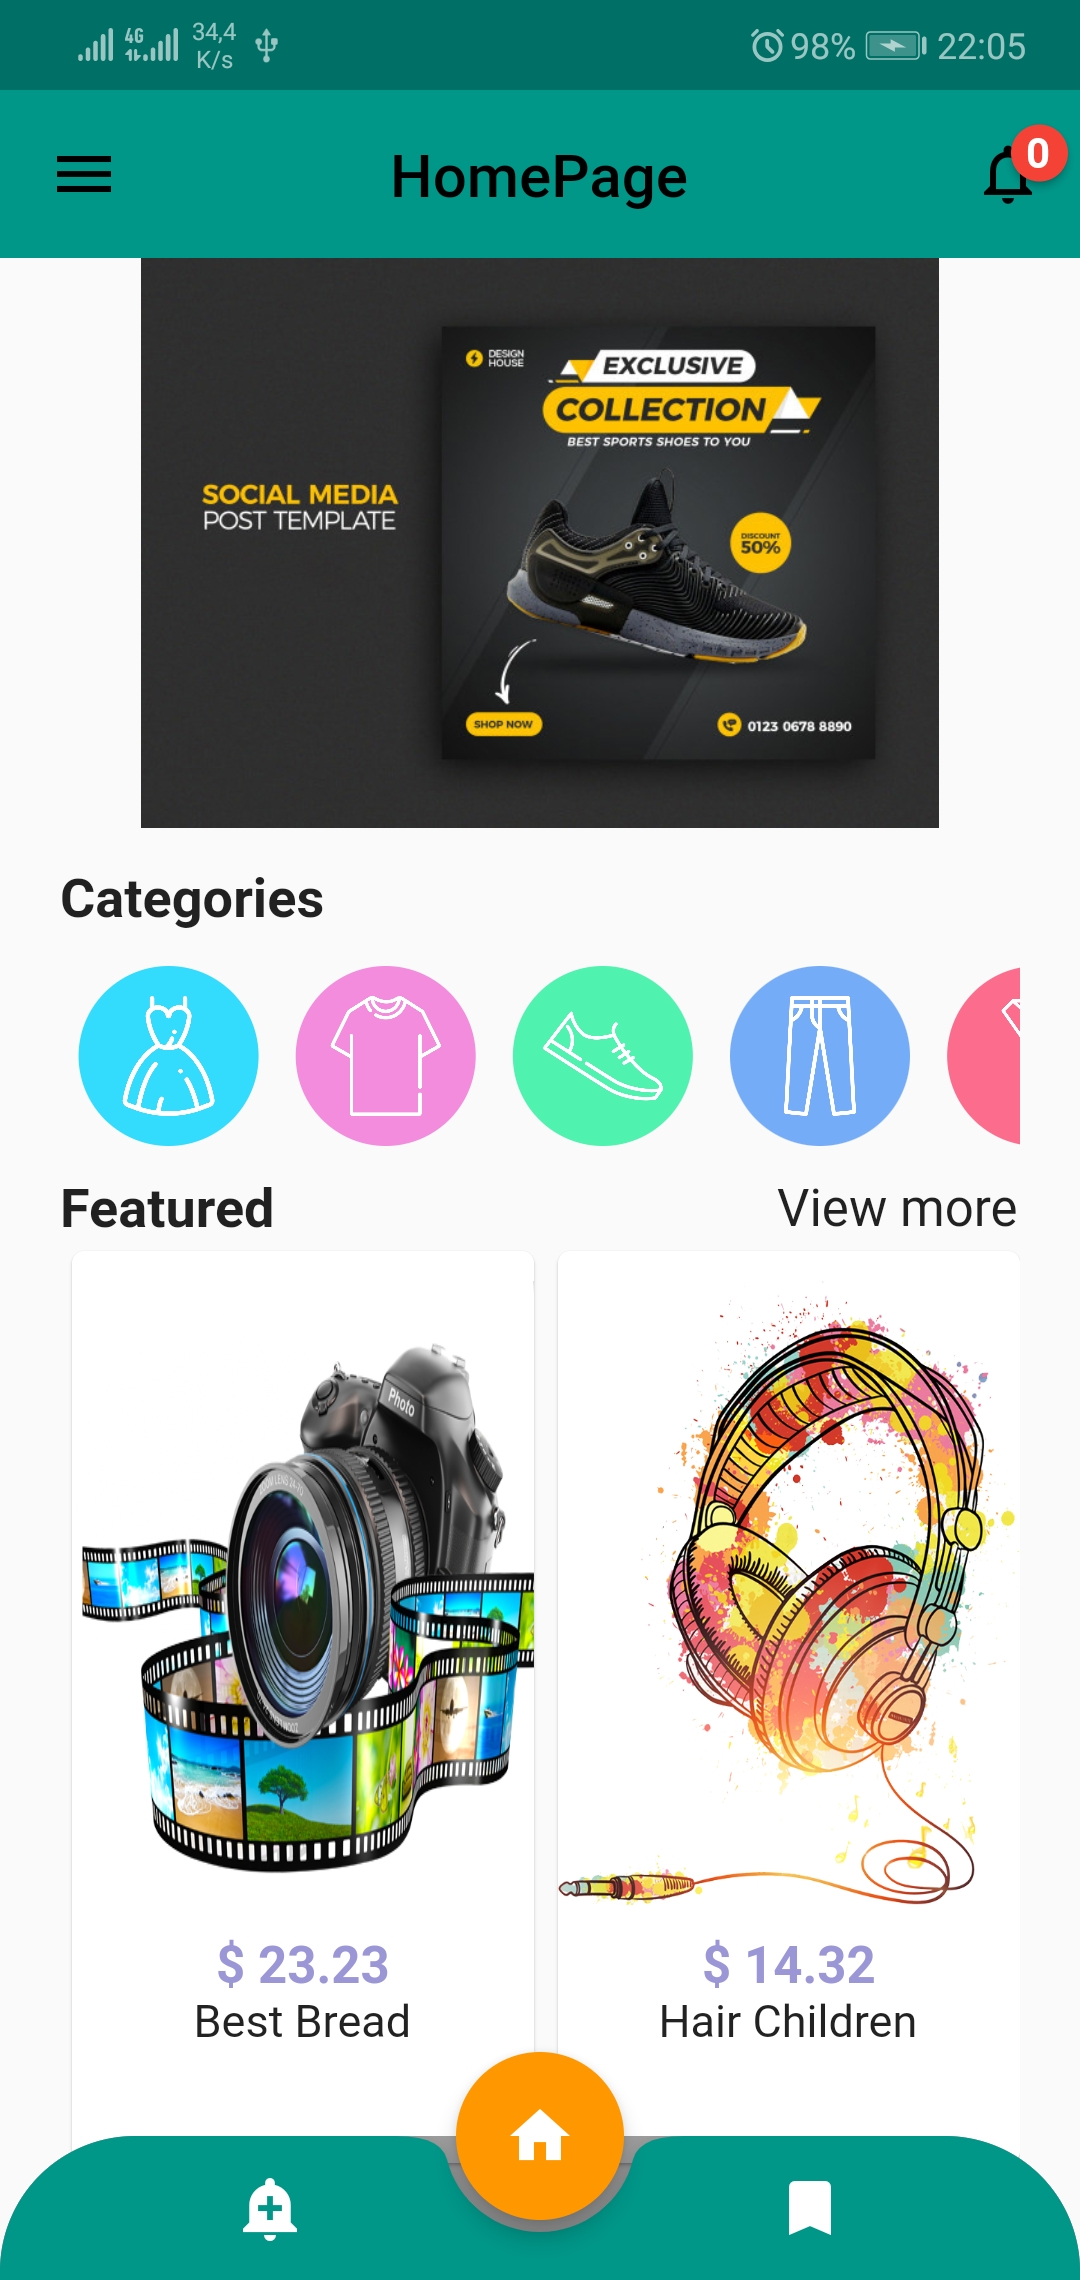 4G
34,4
K/s
98%
22:05
HomePage
0
DESIGN
HOUSE
EXCLUSIVE
COLLECTION
BEST SPORTS SHOES TO YOU
SOCIAL MEDIA
POST TEMPLATE
DISCOUNT
50%
SHOP NOW
0123 0678 8890
Categories
Featured
View more
Photo
$ 23.23
Best Bread
$ 14.32
Hair Children